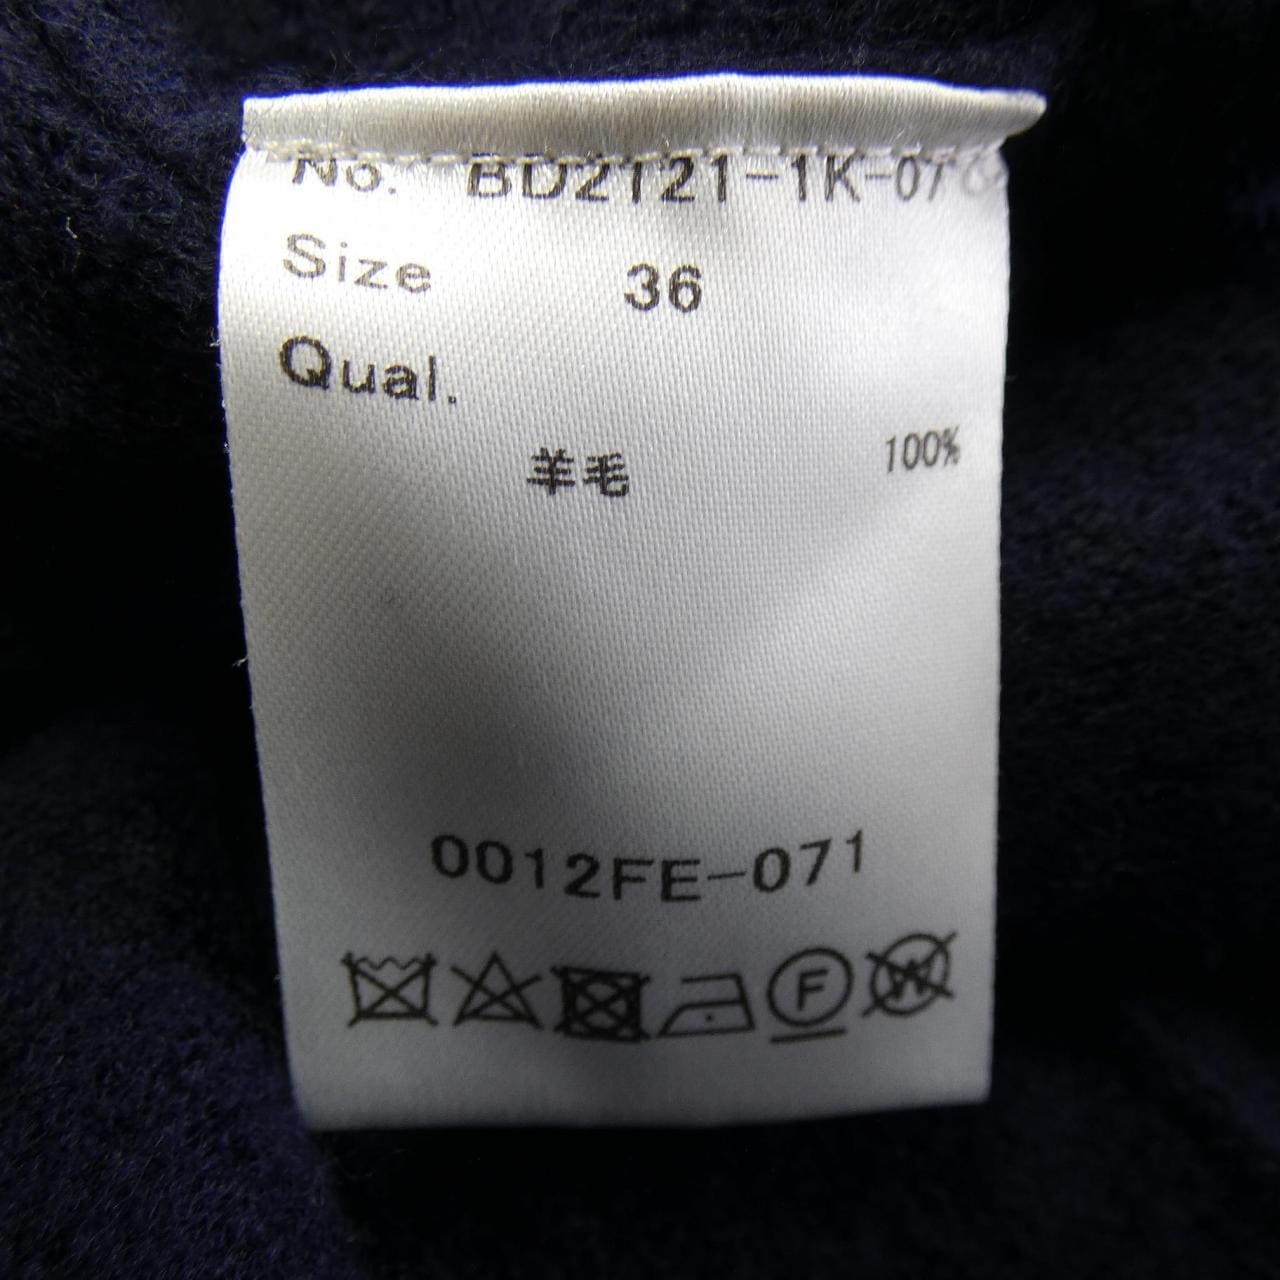 No. BD2121-1K-07
Size 36
Qual.
羊毛 100%
0012FE-071
F W